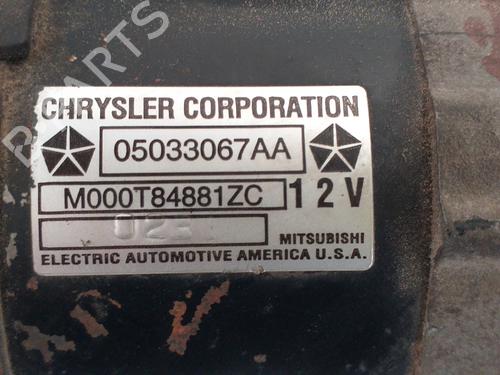 CHRYSLER CORPORATION
05033067AA
M000T84881ZC 12V
MITSUBISHI
ELECTRIC AUTOMOTIVE AMERICA U.S.A.